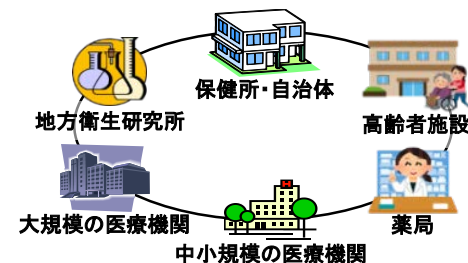 保健所・自治体
地方衛生研究所
高齢者施設
大規模の医療機関
薬局
中小規模の医療機関
H